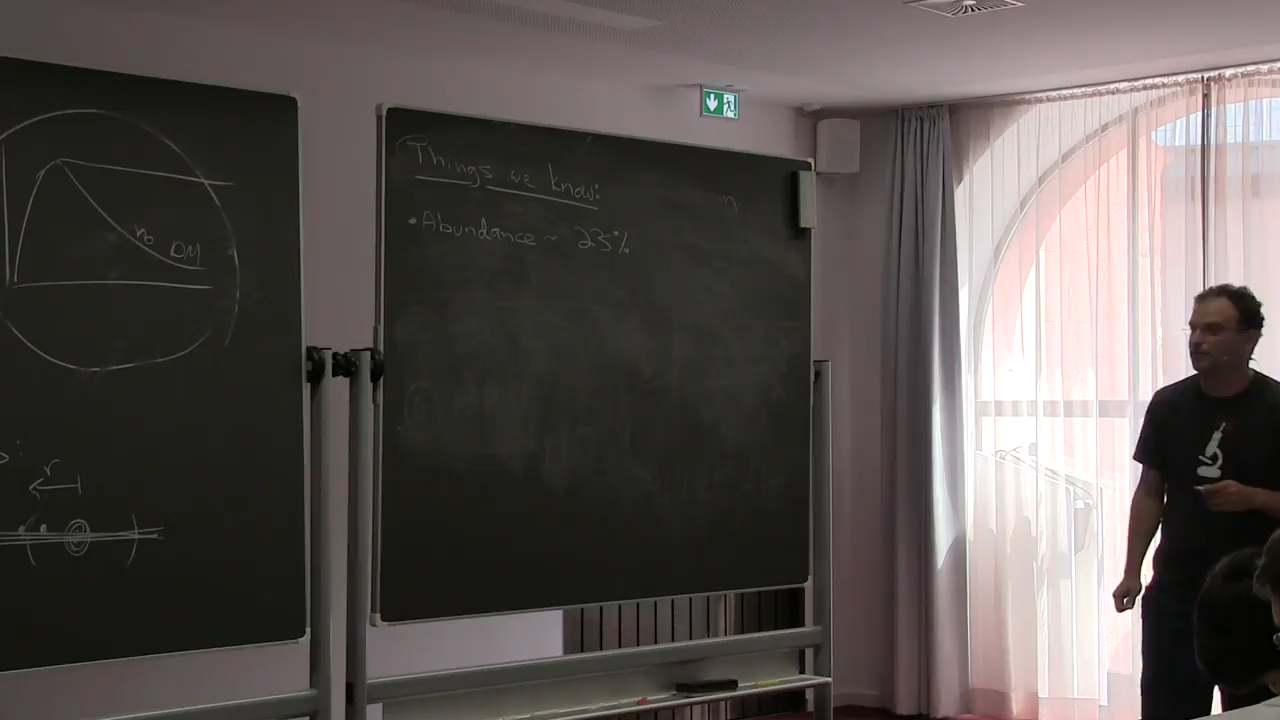 no DM
r
Things we know:
• Abundance ~ 23%
n